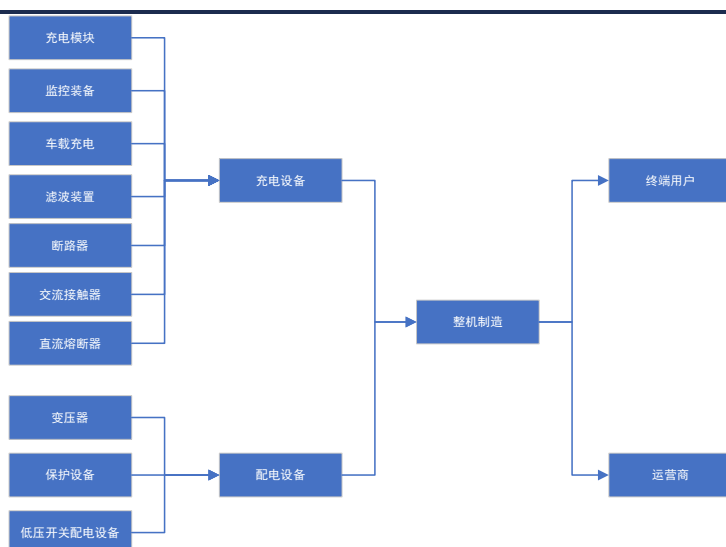 充电模块
监控装备
车载充电
滤波装置
断路器
交流接触器
直流熔断器
变压器
保护设备
低压开关配电设备
充电设备
配电设备
整机制造
终端用户
运营商